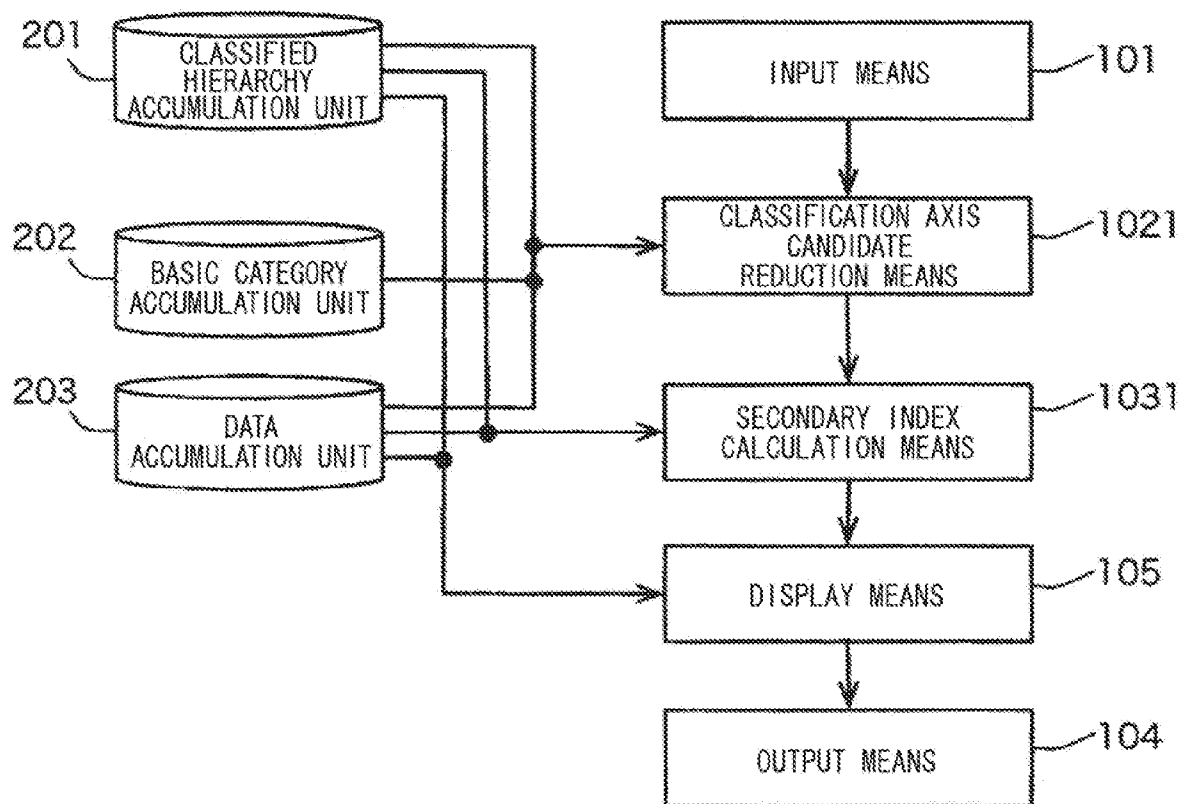 201
CLASSIFIED
HIERARCHY
ACCUMULATION UNIT
INPUT MEANS
101
202
BASIC CATEGORY
ACCUMULATION UNIT
CLASSIFICATION AXIS
CANDIDATE
REDUCTION MEANS
1021
203
DATA
ACCUMULATION UNIT
SECONDARY INDEX
CALCULATION MEANS
1031
DISPLAY MEANS
105
OUTPUT MEANS
104